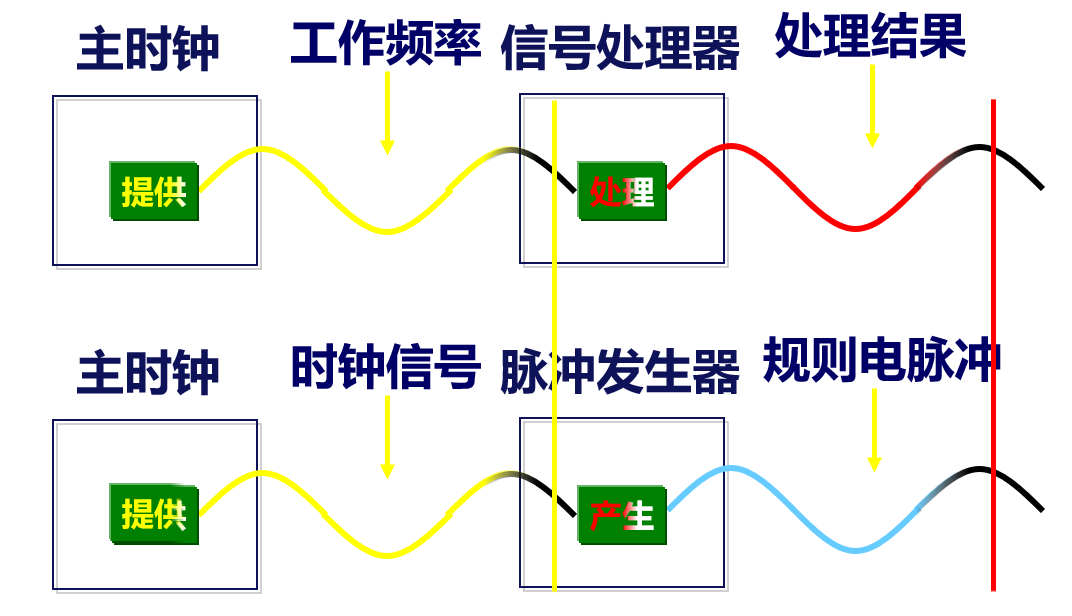 主时钟 工作频率 信号处理器 处理结果
提供 处理
主时钟 时钟信号 脉冲发生器 规则电脉冲
提供 产生